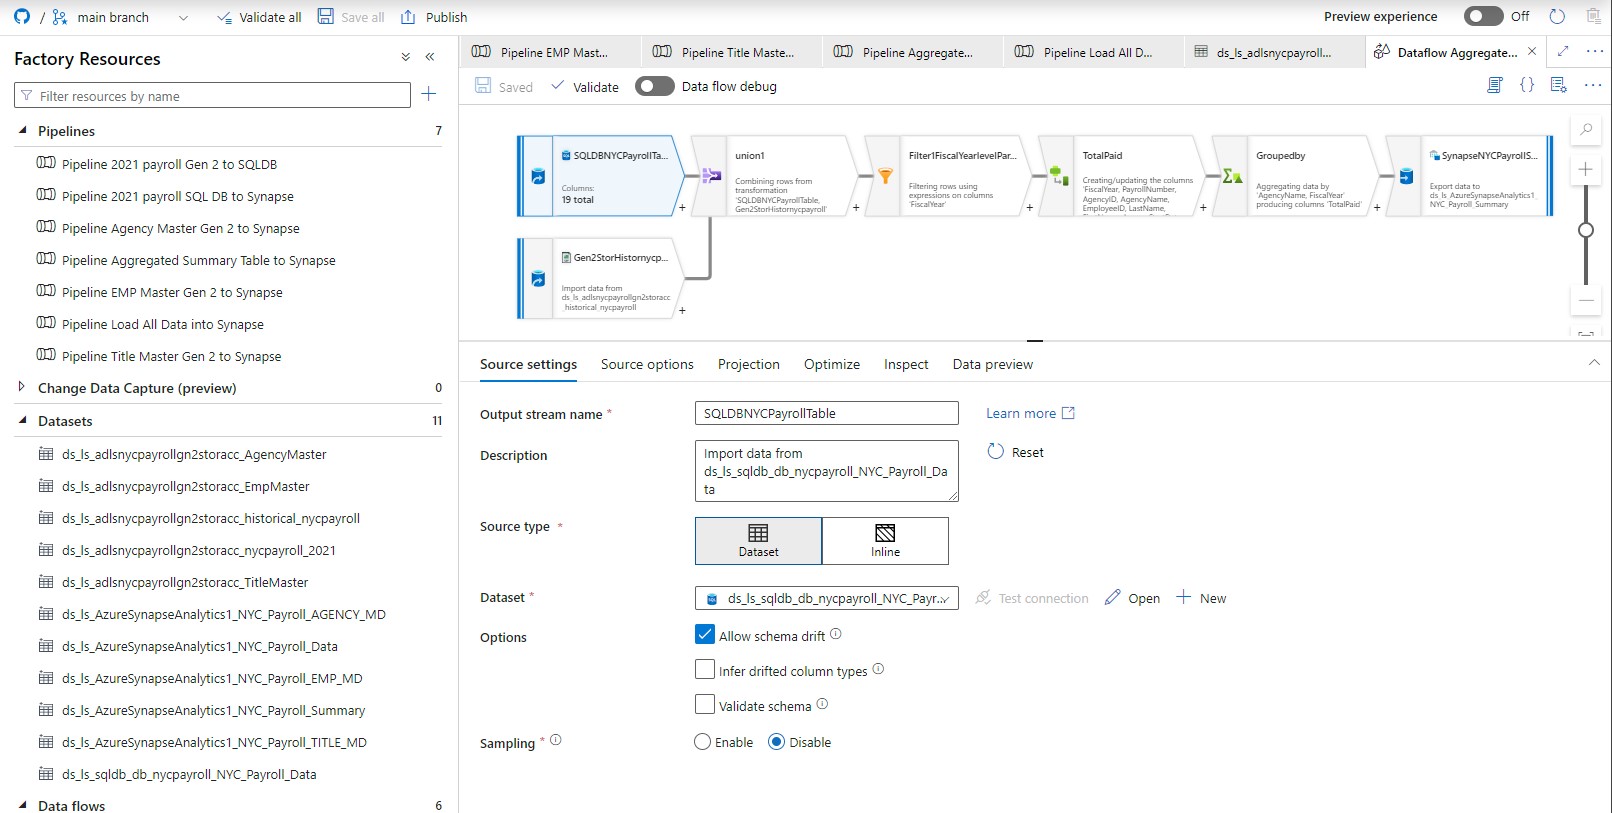 / main branch Validate all Save all Publish Preview experience Off
Factory Resources
Filter resources by name
Pipelines 7
Pipeline 2021 payroll Gen 2 to SQLDB
Pipeline 2021 payroll SQL DB to Synapse
Pipeline Agency Master Gen 2 to Synapse
Pipeline Aggregated Summary Table to Synapse
Pipeline EMP Master Gen 2 to Synapse
Pipeline Load All Data into Synapse
Pipeline Title Master Gen 2 to Synapse
Change Data Capture (preview) 0
Datasets 11
ds_ls_adlsnycpayrollgn2storacc_AgencyMaster
ds_ls_adlsnycpayrollgn2storacc_EmpMaster
ds_ls_adlsnycpayrollgn2storacc_historical_nycpayroll
ds_ls_adlsnycpayrollgn2storacc_nycpayroll_2021
ds_ls_adlsnycpayrollgn2storacc_TitleMaster
ds_ls_AzureSynapseAnalytics1_NYC_Payroll_AGENCY_MD
ds_ls_AzureSynapseAnalytics1_NYC_Payroll_Data
ds_ls_AzureSynapseAnalytics1_NYC_Payroll_EMP_MD
ds_ls_AzureSynapseAnalytics1_NYC_Payroll_Summary
ds_ls_AzureSynapseAnalytics1_NYC_Payroll_TITLE_MD
ds_ls_sqldb_db_nycpayroll_NYC_Payroll_Data
Data flows 6
Pipeline EMP Mast... Pipeline Title Maste... Pipeline Aggregate... Pipeline Load All D... ds_ls_adlsnycpayroll... Dataflow Aggregate...
Saved Validate Data flow debug
SQLDBNYCPayrollTa...
Columns:
19 total
union1
Combining rows from
transformation
'SQLDBNYCPayrollTable,
Gen2StorHistornycpayroll'
Filter1FiscalYearlevelPar...
Filtering rows using
expressions on columns
'FiscalYear'
TotalPaid
Creating/updating the columns
'FiscalYear, PayrollNumber,
AgencyID, AgencyName,
EmployeeID, LastName,
Groupedby
Aggregating data by
'AgencyName, FiscalYear'
producing columns 'TotalPaid'
SynapseNYCPayrollS...
Export data to
ds_ls_AzureSynapseAnalytics1_
NYC_Payroll_Summary
Gen2StorHistornycp...
Import data from
ds_ls_adlsnycpayrollgn2storacc
_historical_nycpayroll
Source settings Source options Projection Optimize Inspect Data preview
Output stream name * SQLDBNYCPayrollTable Learn more
Description
Import data from
ds_ls_sqldb_db_nycpayroll_NYC_Payroll_Da
ta
Reset
Source type *
Dataset Inline
Dataset * ds_ls_sqldb_db_nycpayroll_NYC_Payr... Test connection Open New
Options Allow schema drift
Infer drifted column types
Validate schema
Sampling * Enable Disable